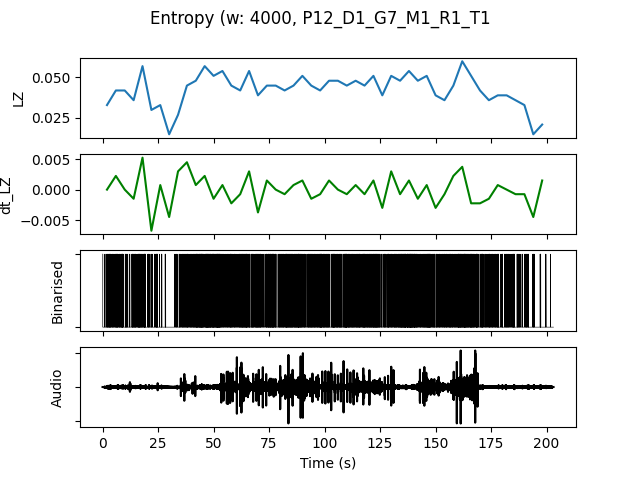 Entropy (w: 4000, P12_D1_G7_M1_R1_T1
0.050
0.025
LZ
0.005
0.000
−0.005
dt_LZ
Binarised
Audio
0 25 50 75 100 125 150 175 200
Time (s)